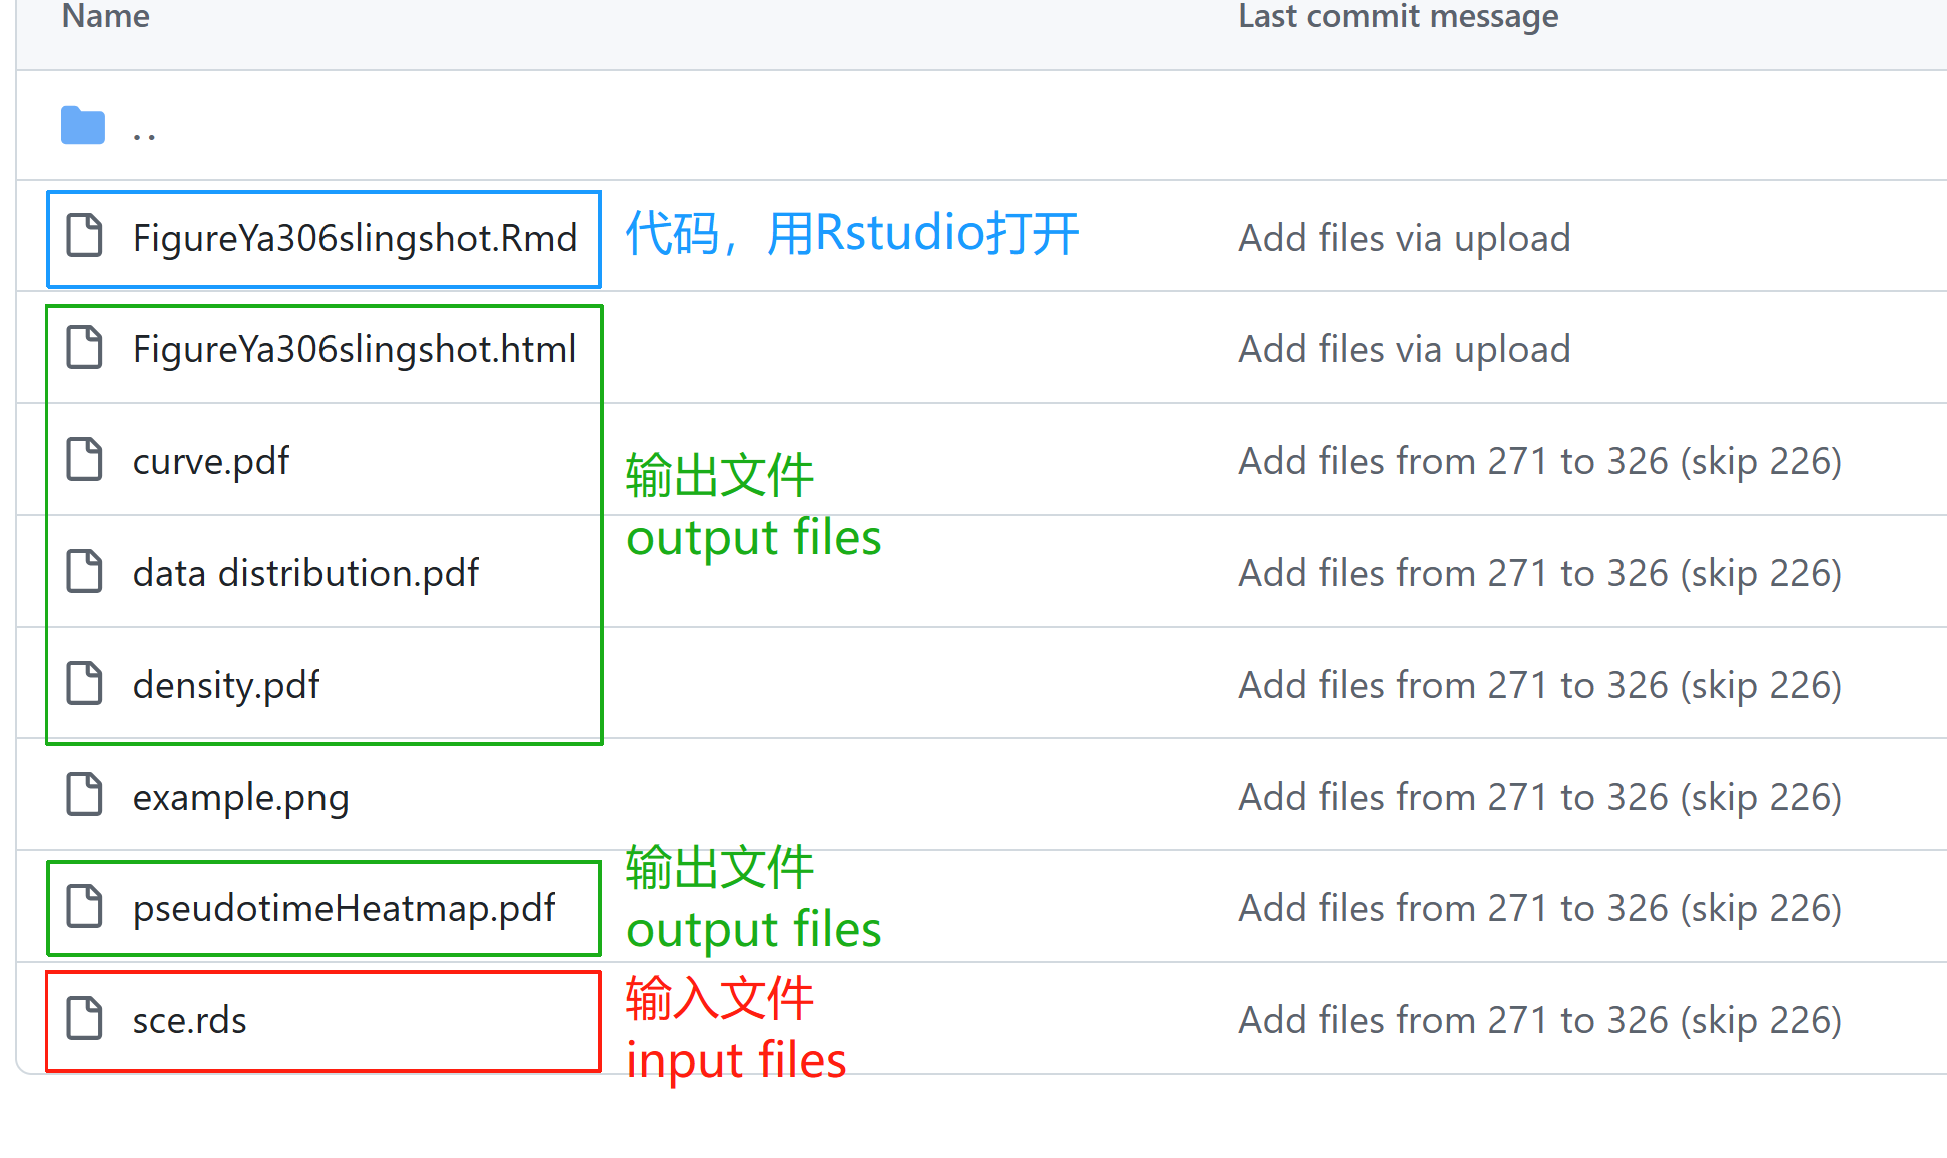 Name Last commit message
..
FigureYa306slingshot.Rmd 代码，用Rstudio打开 Add files via upload
FigureYa306slingshot.html Add files via upload
curve.pdf 输出文件 Add files from 271 to 326 (skip 226)
output files
data distribution.pdf Add files from 271 to 326 (skip 226)
density.pdf Add files from 271 to 326 (skip 226)
example.png Add files from 271 to 326 (skip 226)
输出文件
pseudotimeHeatmap.pdf output files Add files from 271 to 326 (skip 226)
输入文件
sce.rds Add files from 271 to 326 (skip 226)
input files